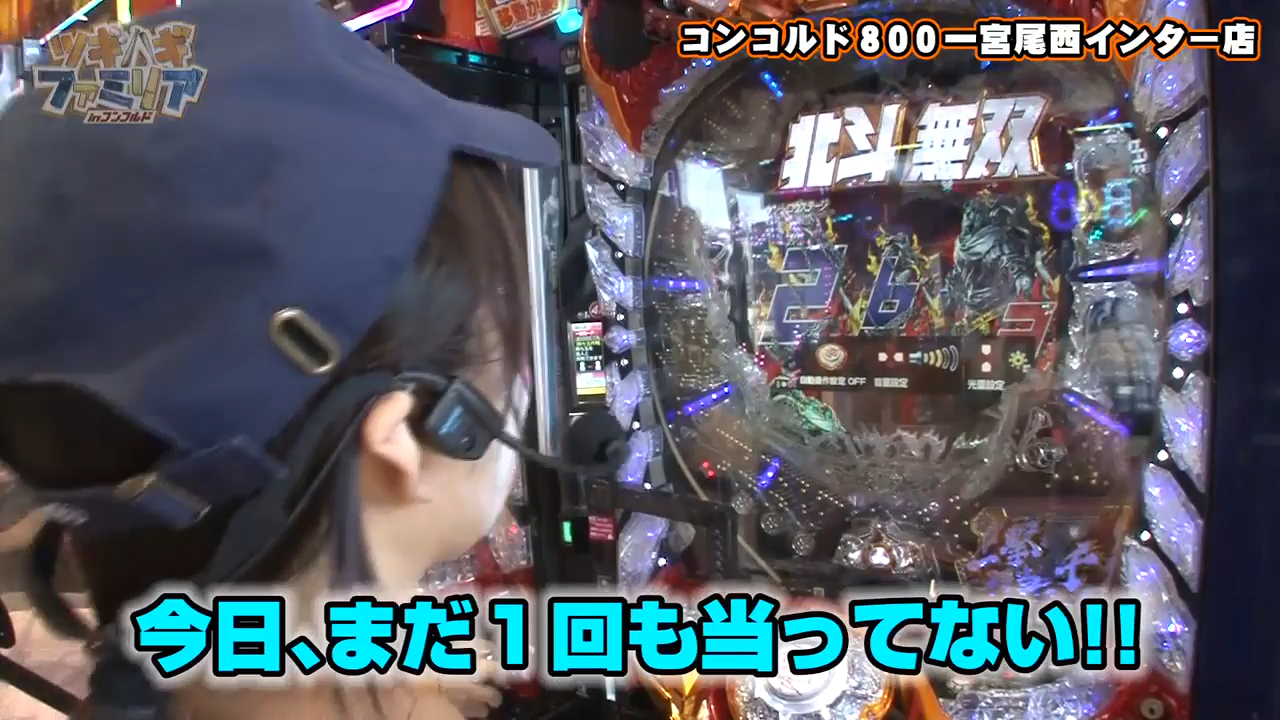 コンコルド800一宮尾西インター店
ツギハギ
ファミリア
inコンコルド
北斗無双
2 6 3
自動操作設定 OFF 音量設定 光量設定
今日、まだ1回も当ってない!!